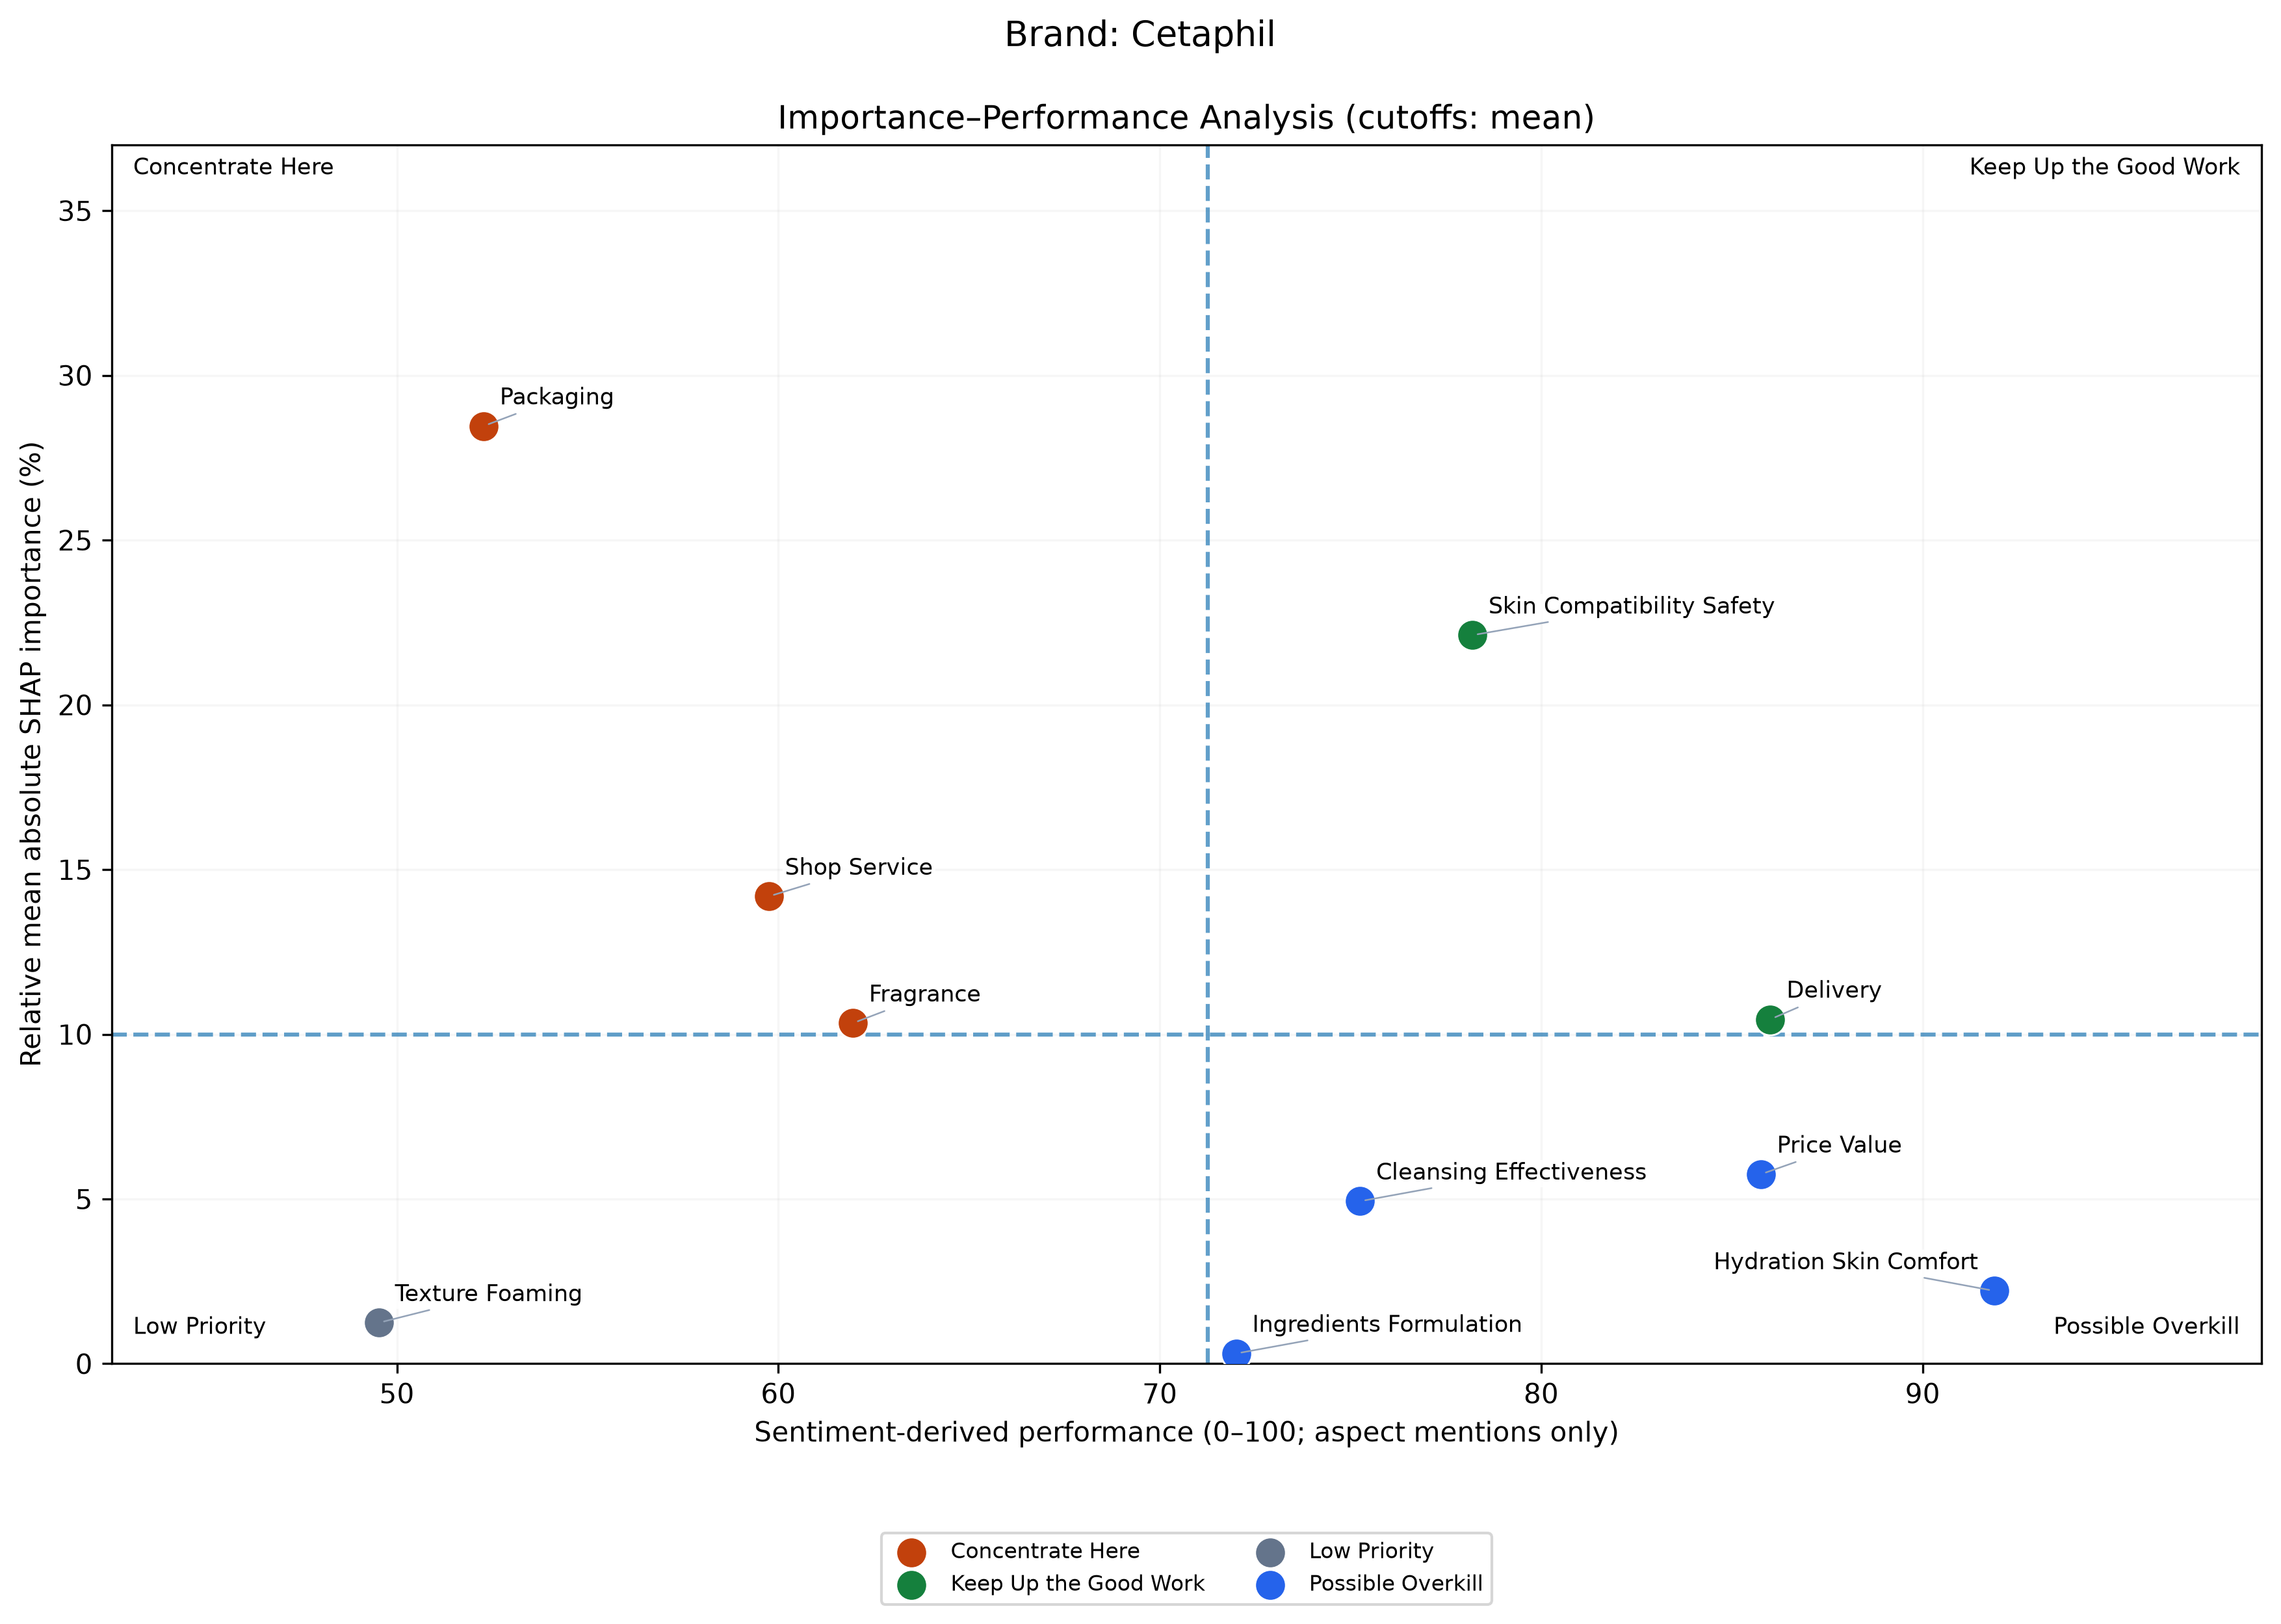 Brand: Cetaphil
Importance–Performance Analysis (cutoffs: mean)
Concentrate Here
Keep Up the Good Work
Relative mean absolute SHAP importance (%)
35
30
25
20
15
10
5
0
Packaging
Skin Compatibility Safety
Shop Service
Fragrance
Delivery
Price Value
Cleansing Effectiveness
Hydration Skin Comfort
Texture Foaming
Ingredients Formulation
Low Priority
Possible Overkill
50
60
70
80
90
Sentiment-derived performance (0–100; aspect mentions only)
Concentrate Here
Keep Up the Good Work
Low Priority
Possible Overkill